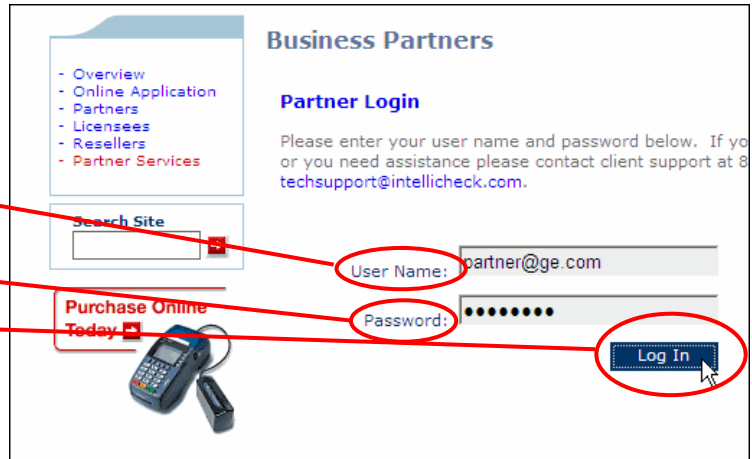 Business Partners
- Overview
- Online Application
- Partners
- Licensees
- Resellers
- Partner Services
Partner Login
Please enter your user name and password below. If yo
or you need assistance please contact client support at 8
techsupport@intellicheck.com.
Search Site
User Name: partner@ge.com
Password: ●●●●●●●●
Log In
Purchase Online
Today